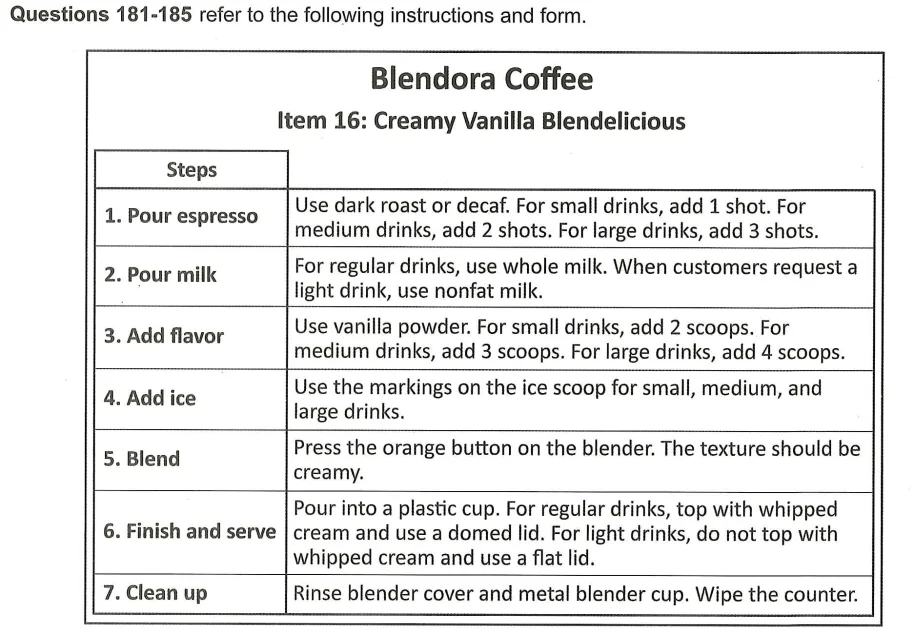 Questions 181-185 refer to the following instructions and form.
Blendora Coffee
Item 16: Creamy Vanilla Blendelicious
Steps
1. Pour espresso
Use dark roast or decaf. For small drinks, add 1 shot. For
medium drinks, add 2 shots. For large drinks, add 3 shots.
2. Pour milk
For regular drinks, use whole milk. When customers request a
light drink, use nonfat milk.
3. Add flavor
Use vanilla powder. For small drinks, add 2 scoops. For
medium drinks, add 3 scoops. For large drinks, add 4 scoops.
4. Add ice
Use the markings on the ice scoop for small, medium, and
large drinks.
5. Blend
Press the orange button on the blender. The texture should be
creamy.
6. Finish and serve
Pour into a plastic cup. For regular drinks, top with whipped
cream and use a domed lid. For light drinks, do not top with
whipped cream and use a flat lid.
7. Clean up
Rinse blender cover and metal blender cup. Wipe the counter.